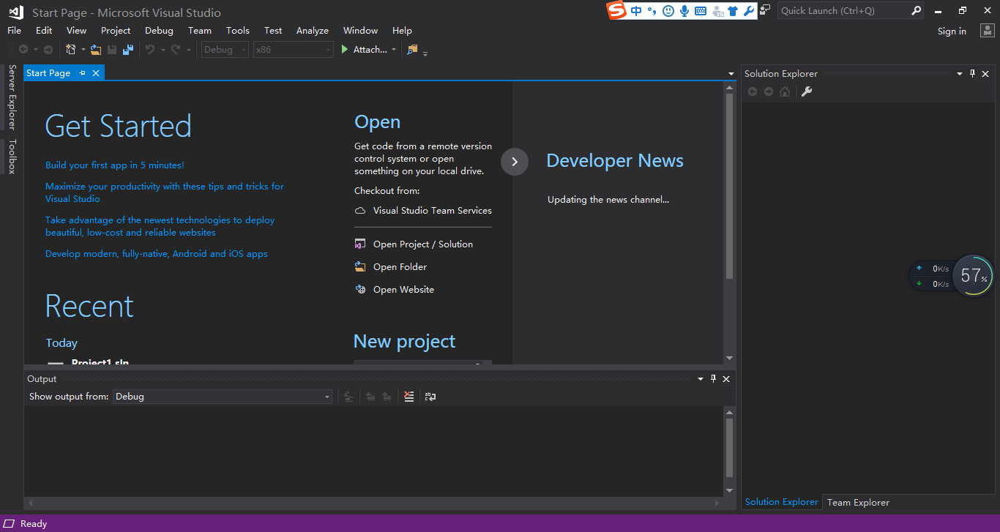 Start Page - Microsoft Visual Studio
中
Quick Launch (Ctrl+Q)
File Edit View Project Debug Team Tools Test Analyze Window Help
Sign in
Debug x86 Attach...
Server Explorer
Toolbox
Start Page
Get Started
Build your first app in 5 minutes!
Maximize your productivity with these tips and tricks for
Visual Studio
Take advantage of the newest technologies to deploy
beautiful, low-cost and reliable websites
Develop modern, fully-native, Android and iOS apps
Recent
Today
Project1.sln
Open
Get code from a remote version
control system or open
something on your local drive.
Checkout from:
Visual Studio Team Services
Open Project / Solution
Open Folder
Open Website
New project
Developer News
Updating the news channel...
Solution Explorer
0K/s
0K/s
57%
Output
Show output from: Debug
Solution Explorer Team Explorer
Ready